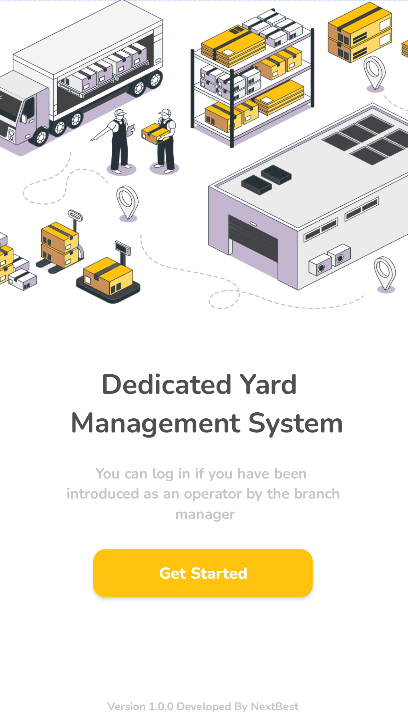 Dedicated Yard
Management System
You can log in if you have been
introduced as an operator by the branch
manager
Get Started
Version 1.0.0 Developed By NextBest